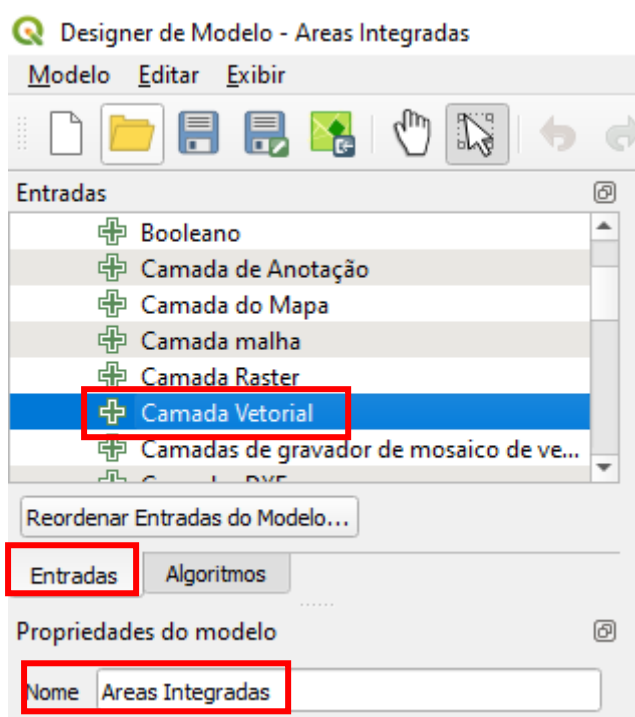 Designer de Modelo - Areas Integradas
Modelo Editar Exibir
Entradas
Booleano
Camada de Anotação
Camada do Mapa
Camada malha
Camada Raster
Camada Vetorial
Camadas de gravador de mosaico de ve...
Reordenar Entradas do Modelo...
Entradas Algoritmos
Propriedades do modelo
Nome Areas Integradas